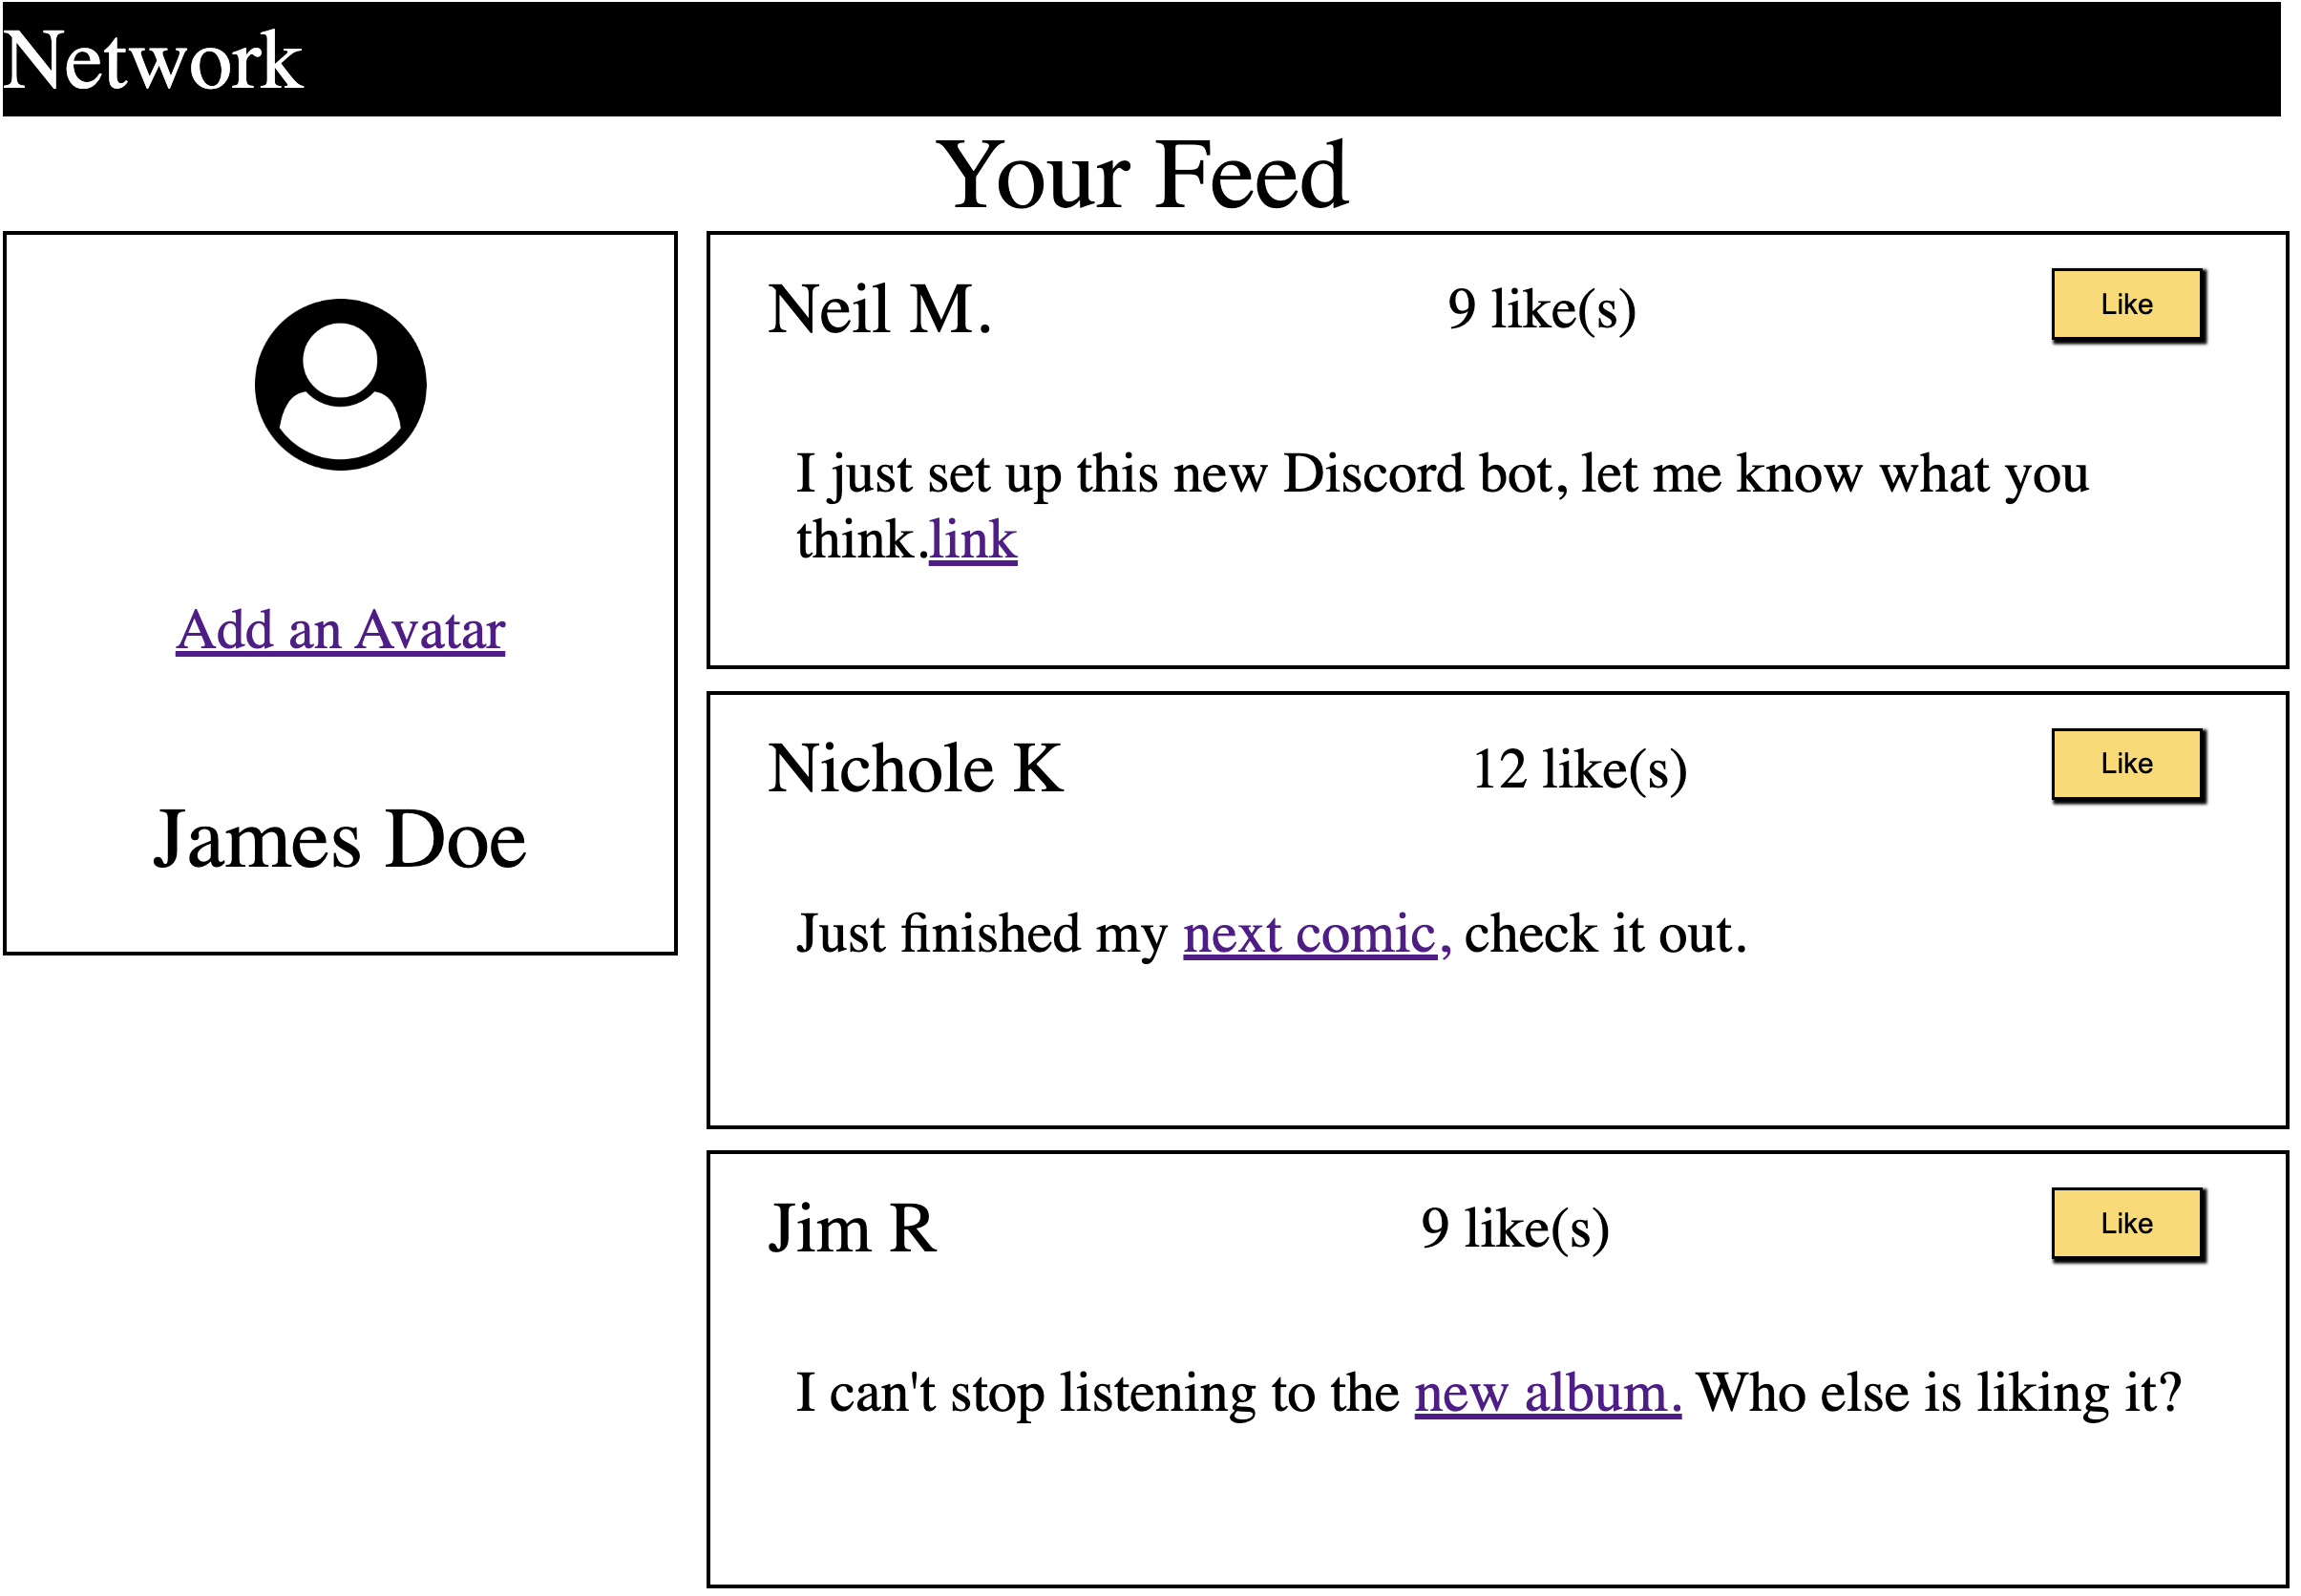 Network
Your Feed
Add an Avatar
James Doe
Neil M.
9 like(s)
Like
I just set up this new Discord bot, let me know what you
think.link
Nichole K
12 like(s)
Like
Just finished my next comic, check it out.
Jim R
9 like(s)
Like
I can't stop listening to the new album. Who else is liking it?